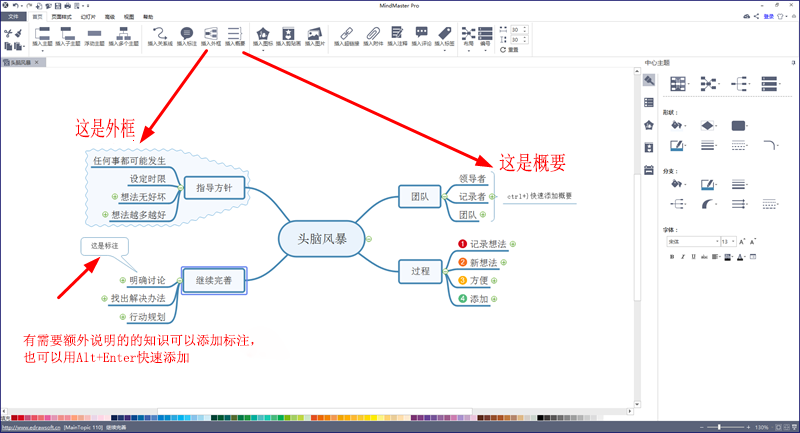 MindMaster Pro
文件 首页 页面样式 幻灯片 高级 视图 帮助
登录
插入主题 插入子主题 浮动主题 插入多个主题 插入关系线 插入标注 插入外框 插入概要 插入图标 插入剪贴画 插入图片 插入超链接 插入附件 插入注释 插入评论 插入标签 布局 编号
30
30
重置
头脑风暴
中心主题
这是外框
这是概要
任何事都可能发生
设定时限
想法无好坏
想法越多越好
指导方针
领导者
记录者
团队
团队
ctrl+]快速添加概要
头脑风暴
这是标注
明确讨论
找出解决办法
行动规划
继续完善
过程
1 记录想法
2 新想法
3 方便
4 添加
有需要额外说明的的知识可以添加标注，
也可以用Alt+Enter快速添加
形状：
分支：
字体：
宋体 13
B I U
http://www.edrawsoft.cn [MainTopic 110] 继续完善
130%